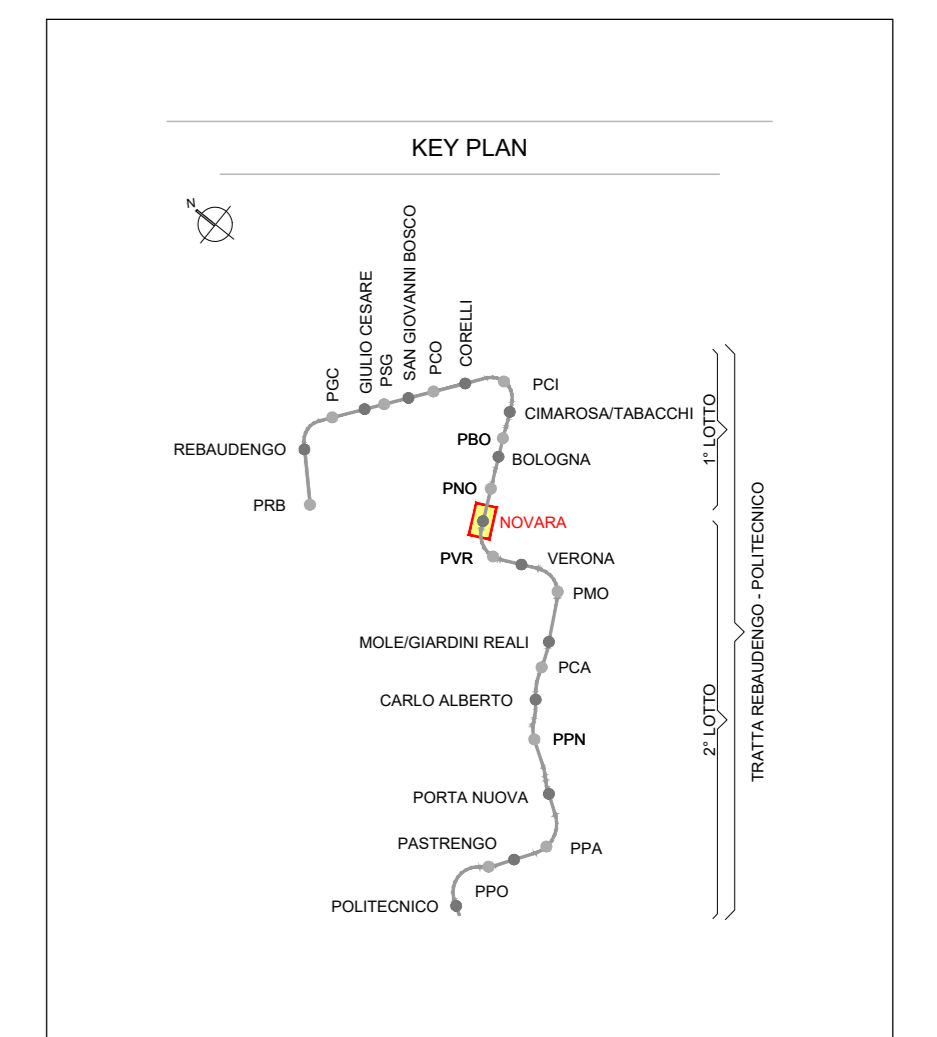 KEY PLAN
N
PGC
GIULIO CESARE
PSG
SAN GIOVANNI BOSCO
PCO
CORELLI
PCI
CIMAROSA/TABACCHI
REBAUDENGO
PBO
BOLOGNA
PNO
PRB
NOVARA
PVR
VERONA
PMO
MOLE/GIARDINI REALI
PCA
CARLO ALBERTO
PPN
PORTA NUOVA
PASTRENGO
PPA
PPO
POLITECNICO
1° LOTTO
2° LOTTO
TRATTA REBAUDENGO - POLITECNICO